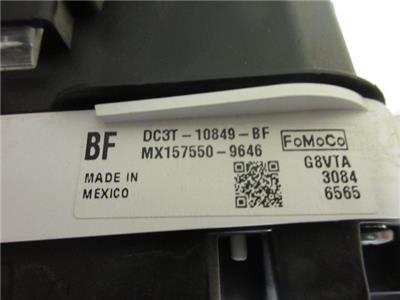 BF
DC3T-10849-BF
MX157550-9646
FoMoCo
G8VTA
3084
6565
MADE IN
MEXICO